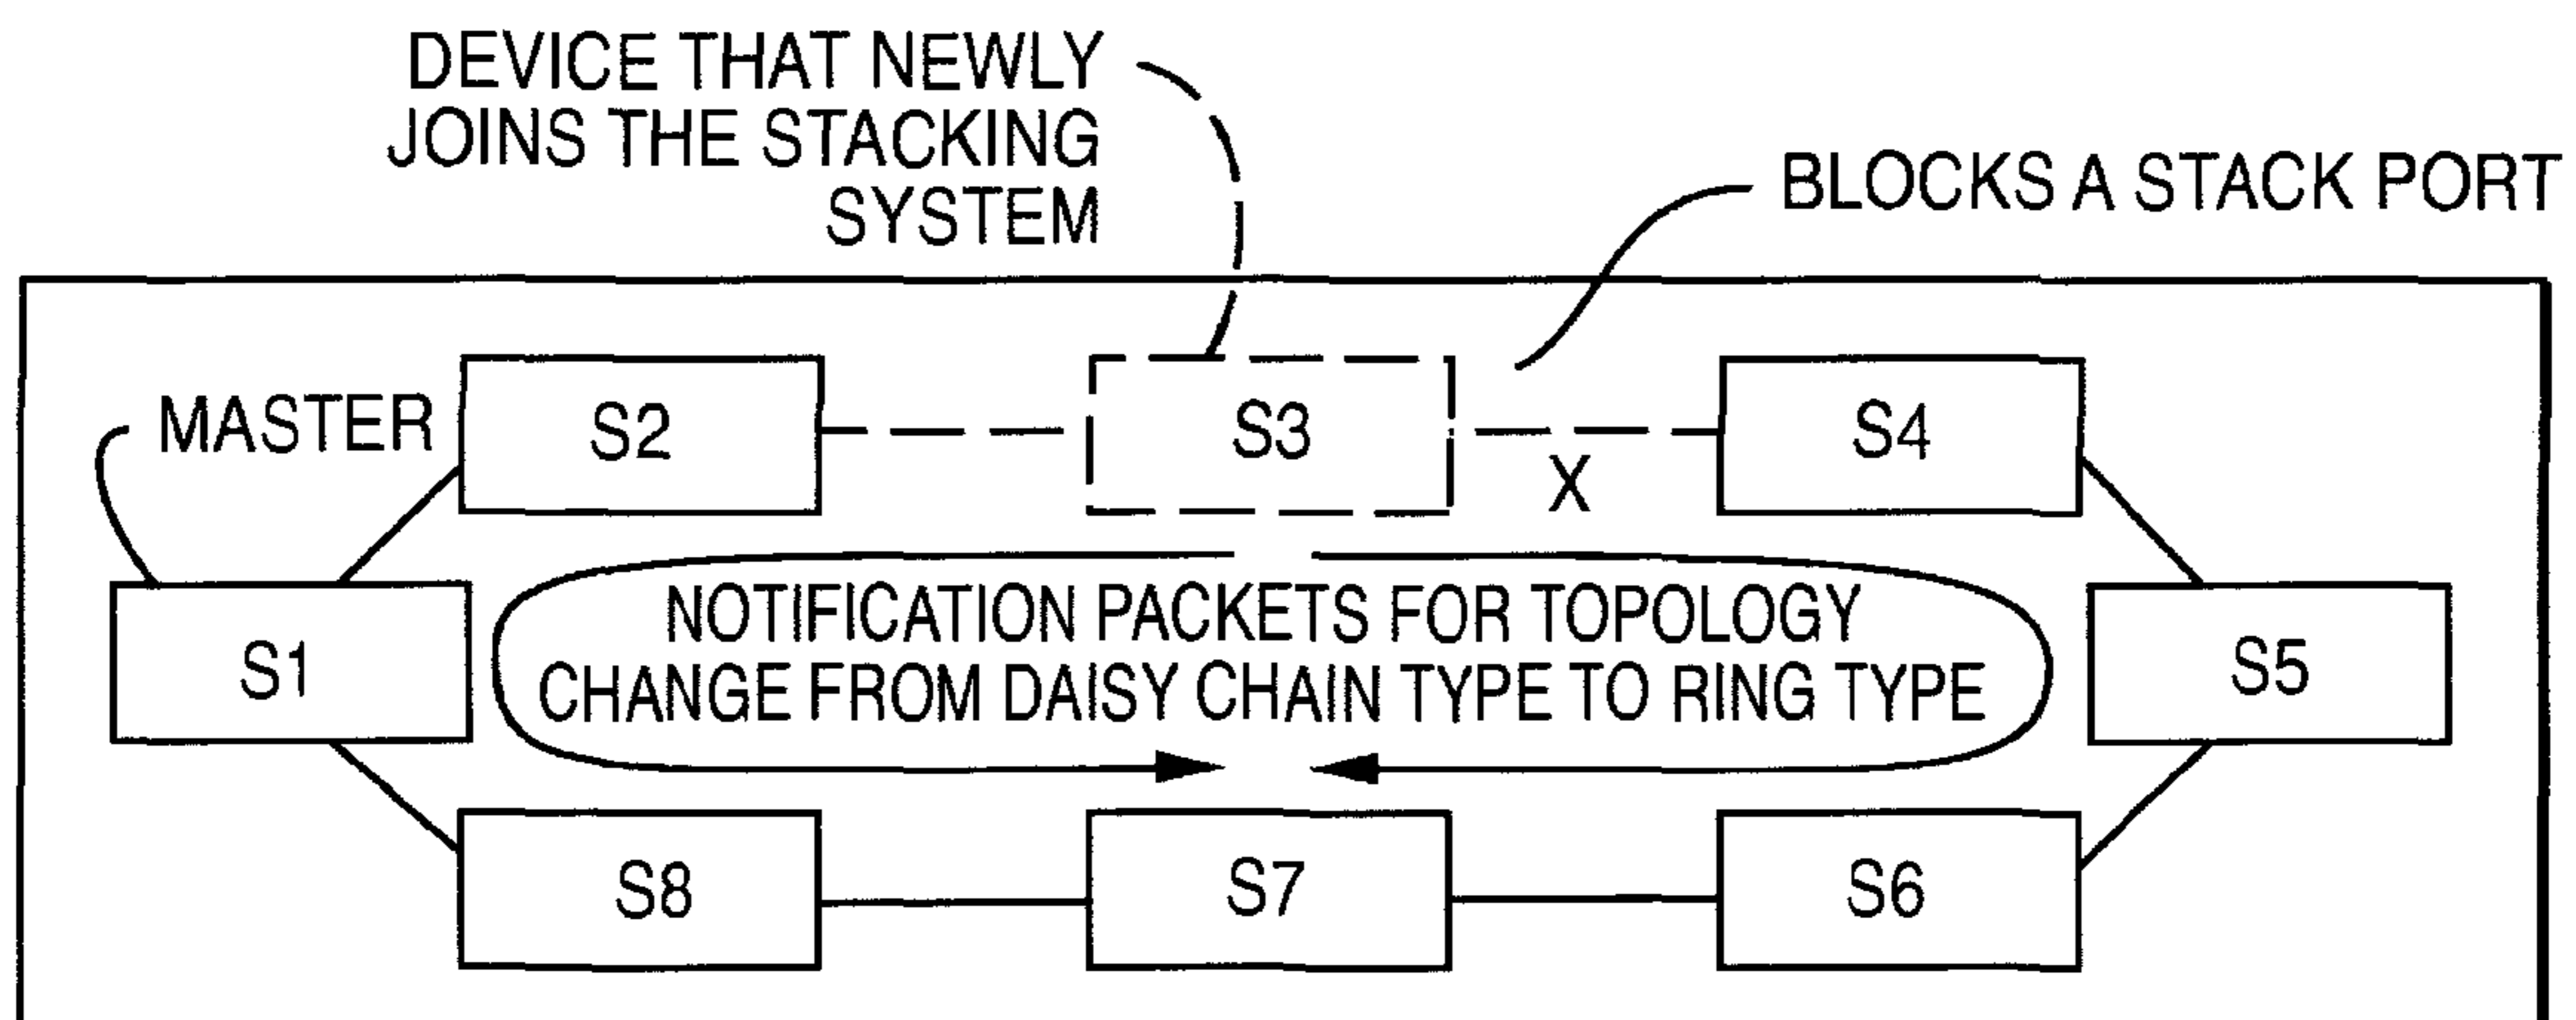 DEVICE THAT NEWLY
JOINS THE STACKING
SYSTEM
BLOCKS A STACK PORT
MASTER
S2
S3
S4
X
S1
NOTIFICATION PACKETS FOR TOPOLOGY
CHANGE FROM DAISY CHAIN TYPE TO RING TYPE
S5
S8
S7
S6